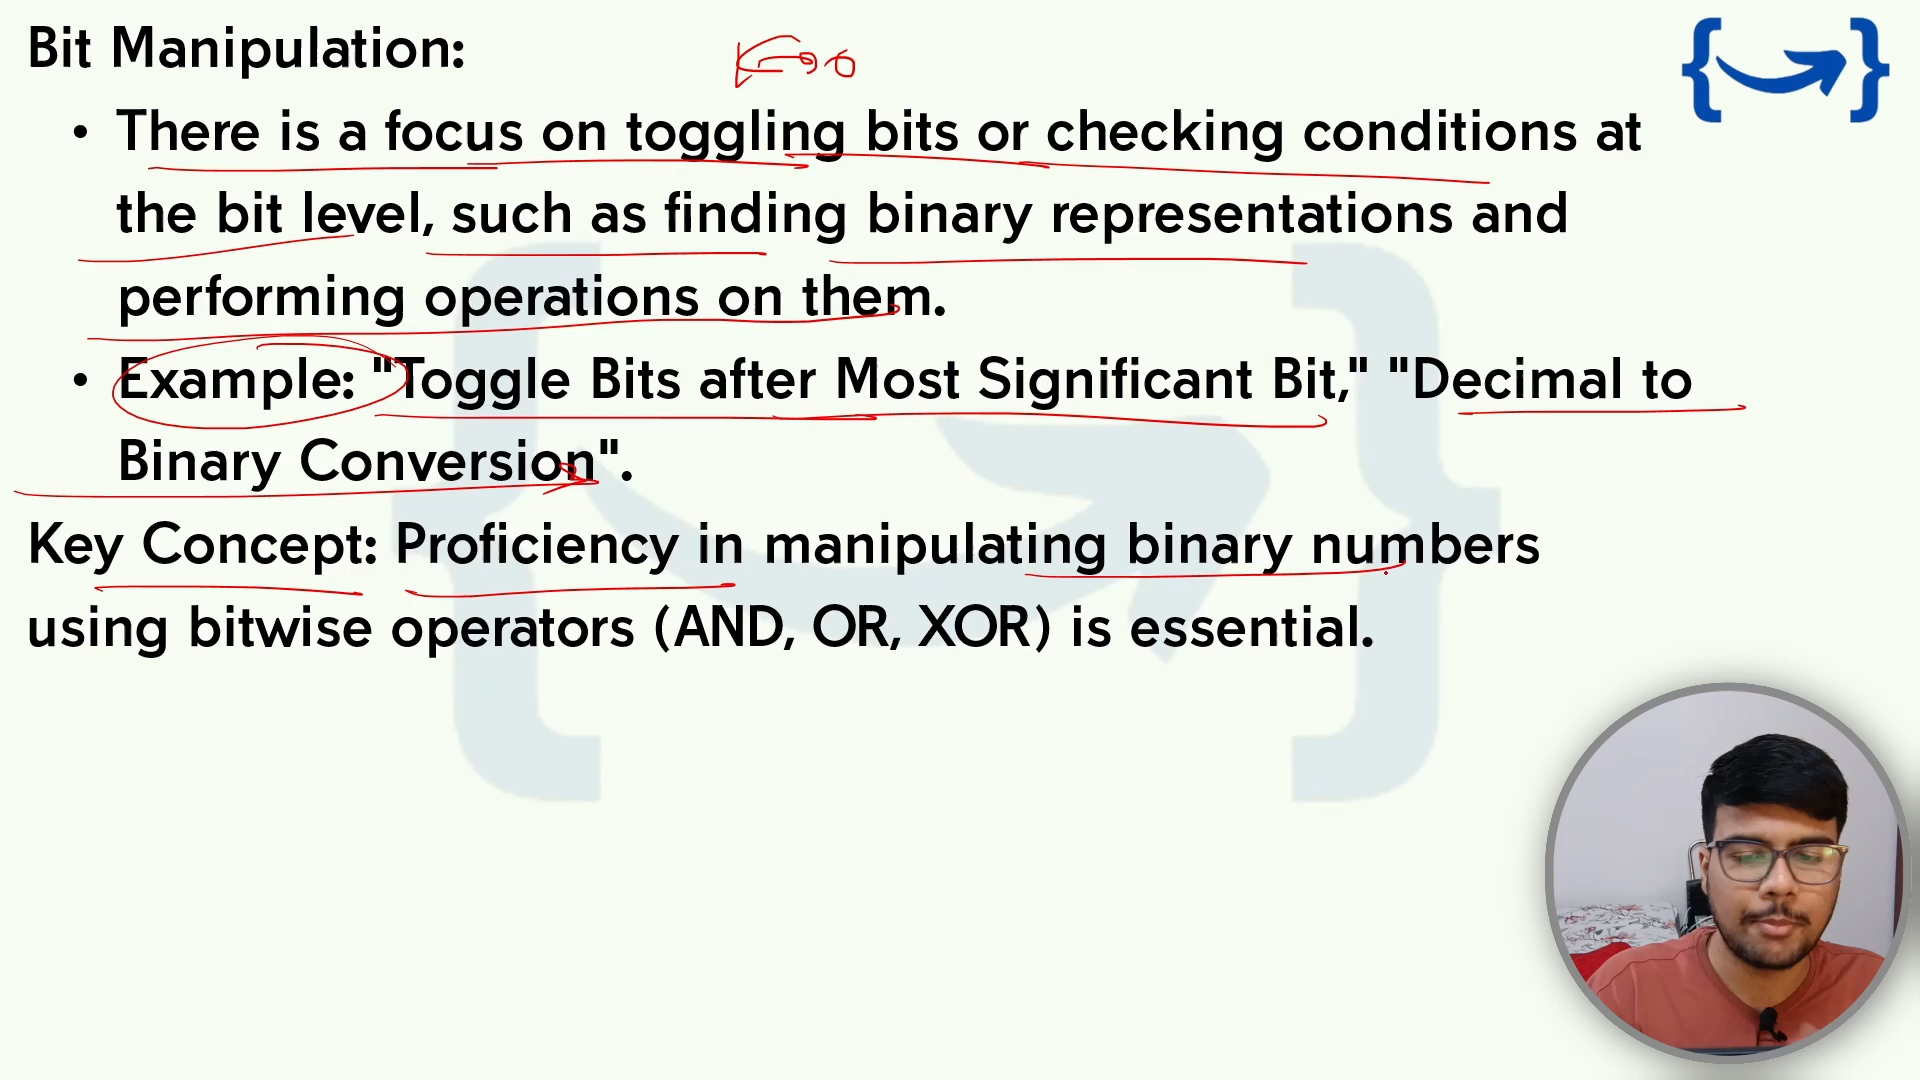 Bit Manipulation:
• There is a focus on toggling bits or checking conditions at
the bit level, such as finding binary representations and
performing operations on them.
• Example: "Toggle Bits after Most Significant Bit," "Decimal to
Binary Conversion".
Key Concept: Proficiency in manipulating binary numbers
using bitwise operators (AND, OR, XOR) is essential.